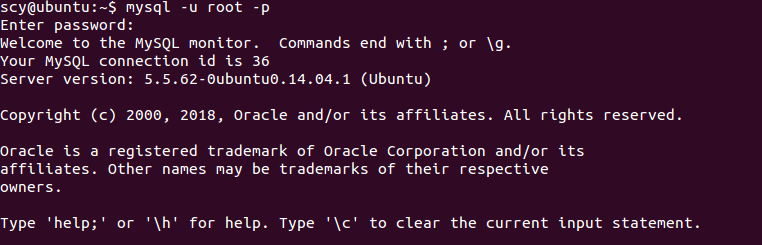 scy@ubuntu:~$ mysql -u root -p
Enter password:
Welcome to the MySQL monitor.  Commands end with ; or \g.
Your MySQL connection id is 36
Server version: 5.5.62-0ubuntu0.14.04.1 (Ubuntu)
Copyright (c) 2000, 2018, Oracle and/or its affiliates. All rights reserved.
Oracle is a registered trademark of Oracle Corporation and/or its
affiliates. Other names may be trademarks of their respective
owners.
Type 'help;' or '\h' for help. Type '\c' to clear the current input statement.